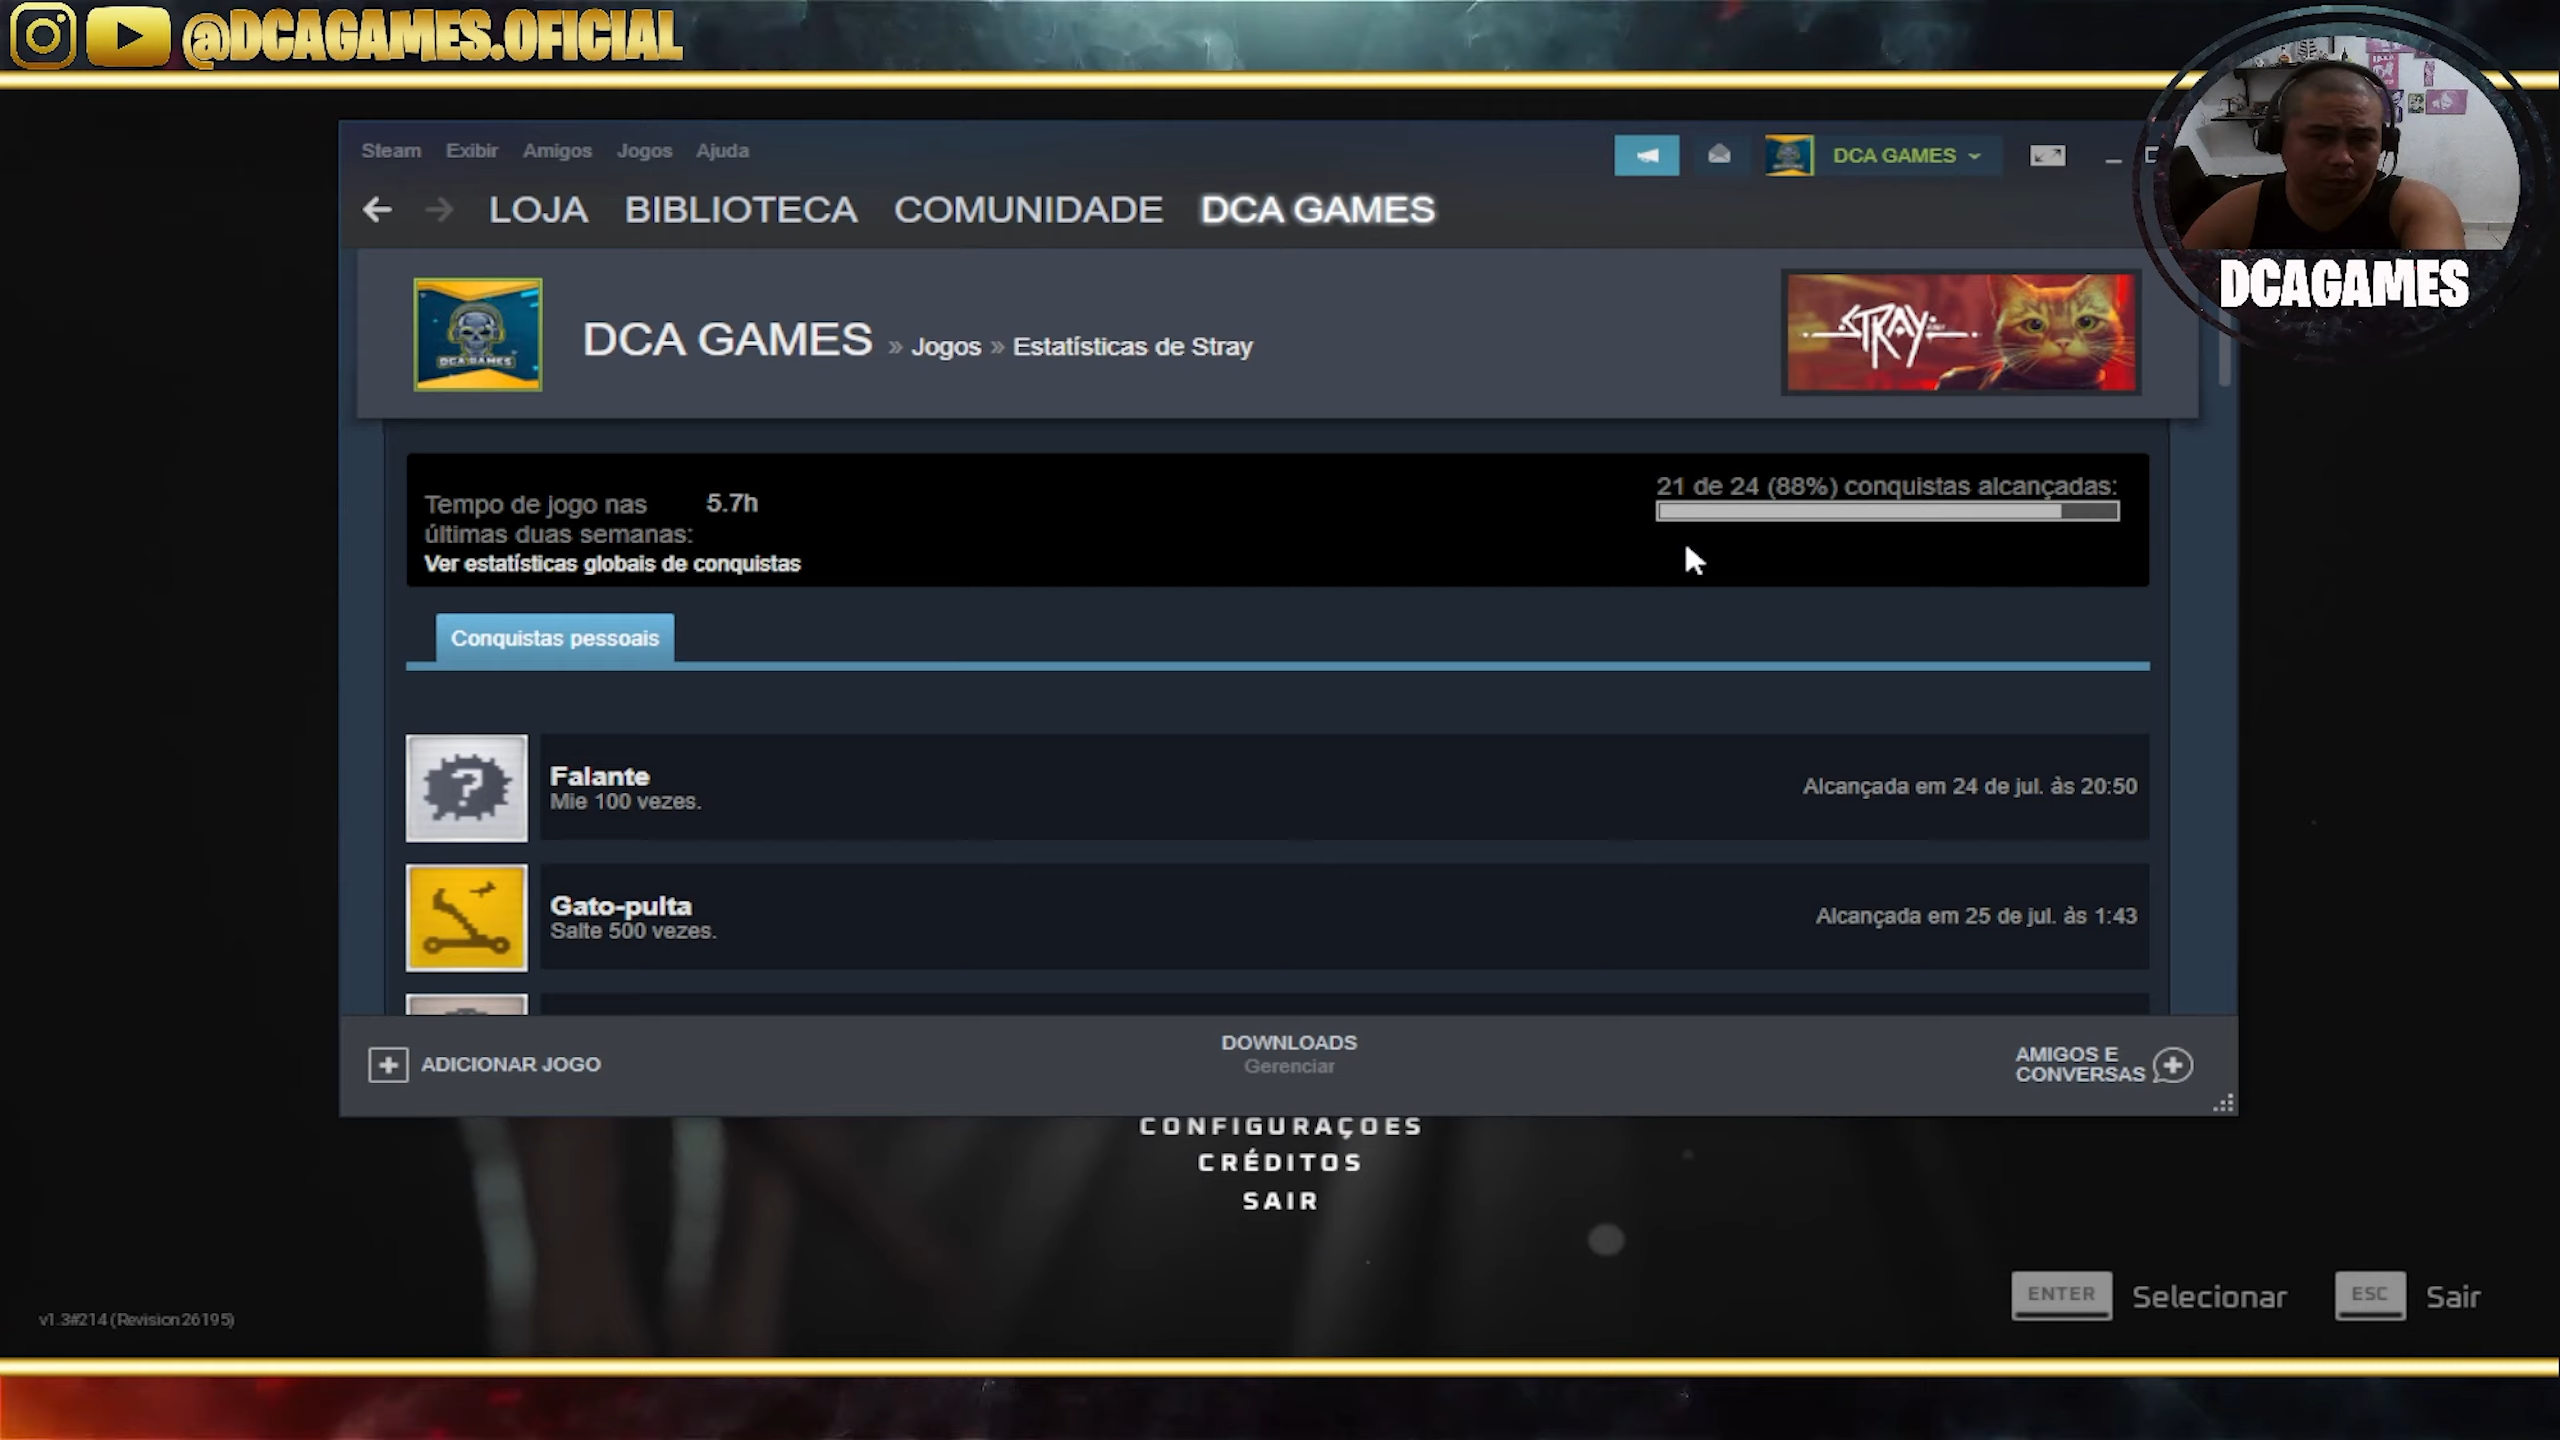 @DCAGAMES.OFICIAL
Steam Exibir Amigos Jogos Ajuda
DCA GAMES
LOJA BIBLIOTECA COMUNIDADE DCA GAMES
DCAGAMES
DCA GAMES
DCA GAMES » Jogos » Estatísticas de Stray
STRAY
Tempo de jogo nas 5.7h
últimas duas semanas:
Ver estatísticas globais de conquistas
21 de 24 (88%) conquistas alcançadas:
Conquistas pessoais
Falante
Mie 100 vezes.
Alcançada em 24 de jul. às 20:50
Gato-pulta
Salte 500 vezes.
Alcançada em 25 de jul. às 1:43
ADICIONAR JOGO
DOWNLOADS
Gerenciar
AMIGOS E
CONVERSAS
CONFIGURAÇOES
CRÉDITOS
SAIR
ENTER Selecionar ESC Sair
v1.3#214 (Revision 26195)